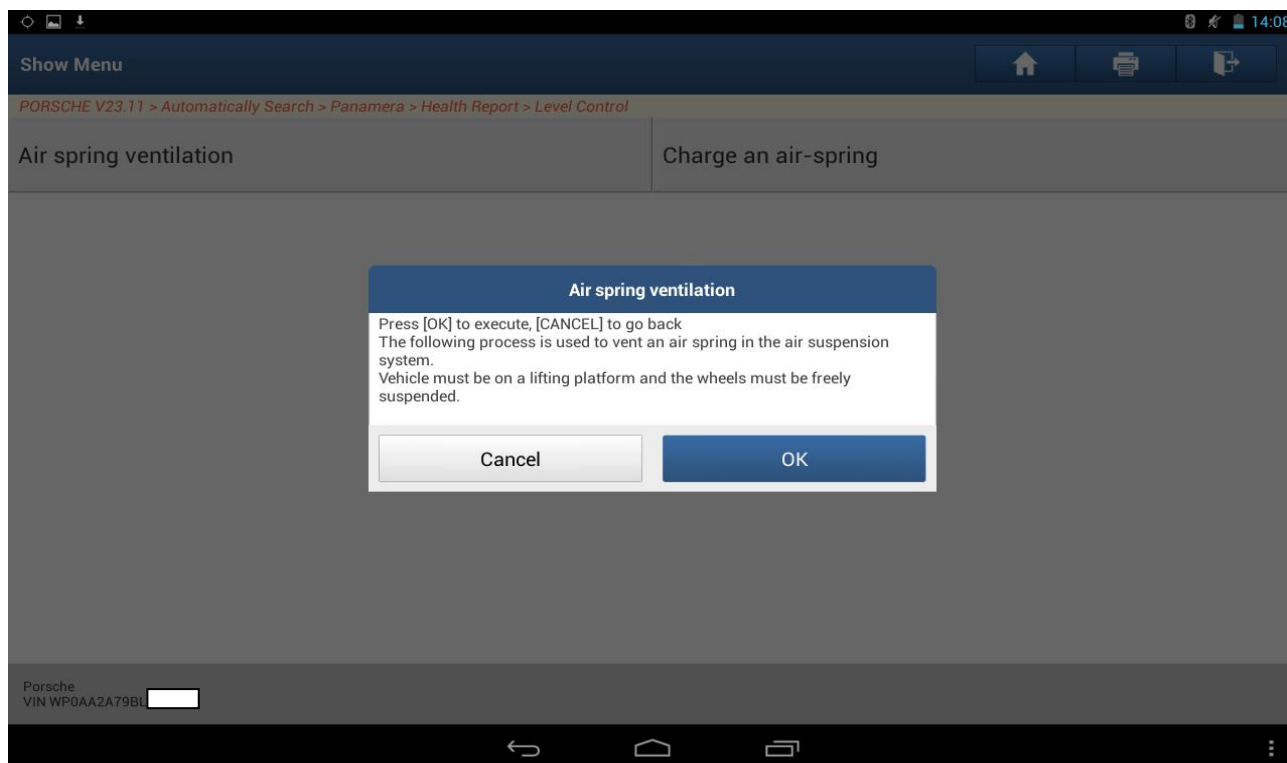 14:08
Show Menu
PORSCHE V23.11 > Automatically Search > Panamera > Health Report > Level Control
Air spring ventilation
Charge an air-spring
Air spring ventilation
Press [OK] to execute, [CANCEL] to go back
The following process is used to vent an air spring in the air suspension
system.
Vehicle must be on a lifting platform and the wheels must be freely
suspended.
Cancel
OK
Porsche
VIN WP0AA2A79BL